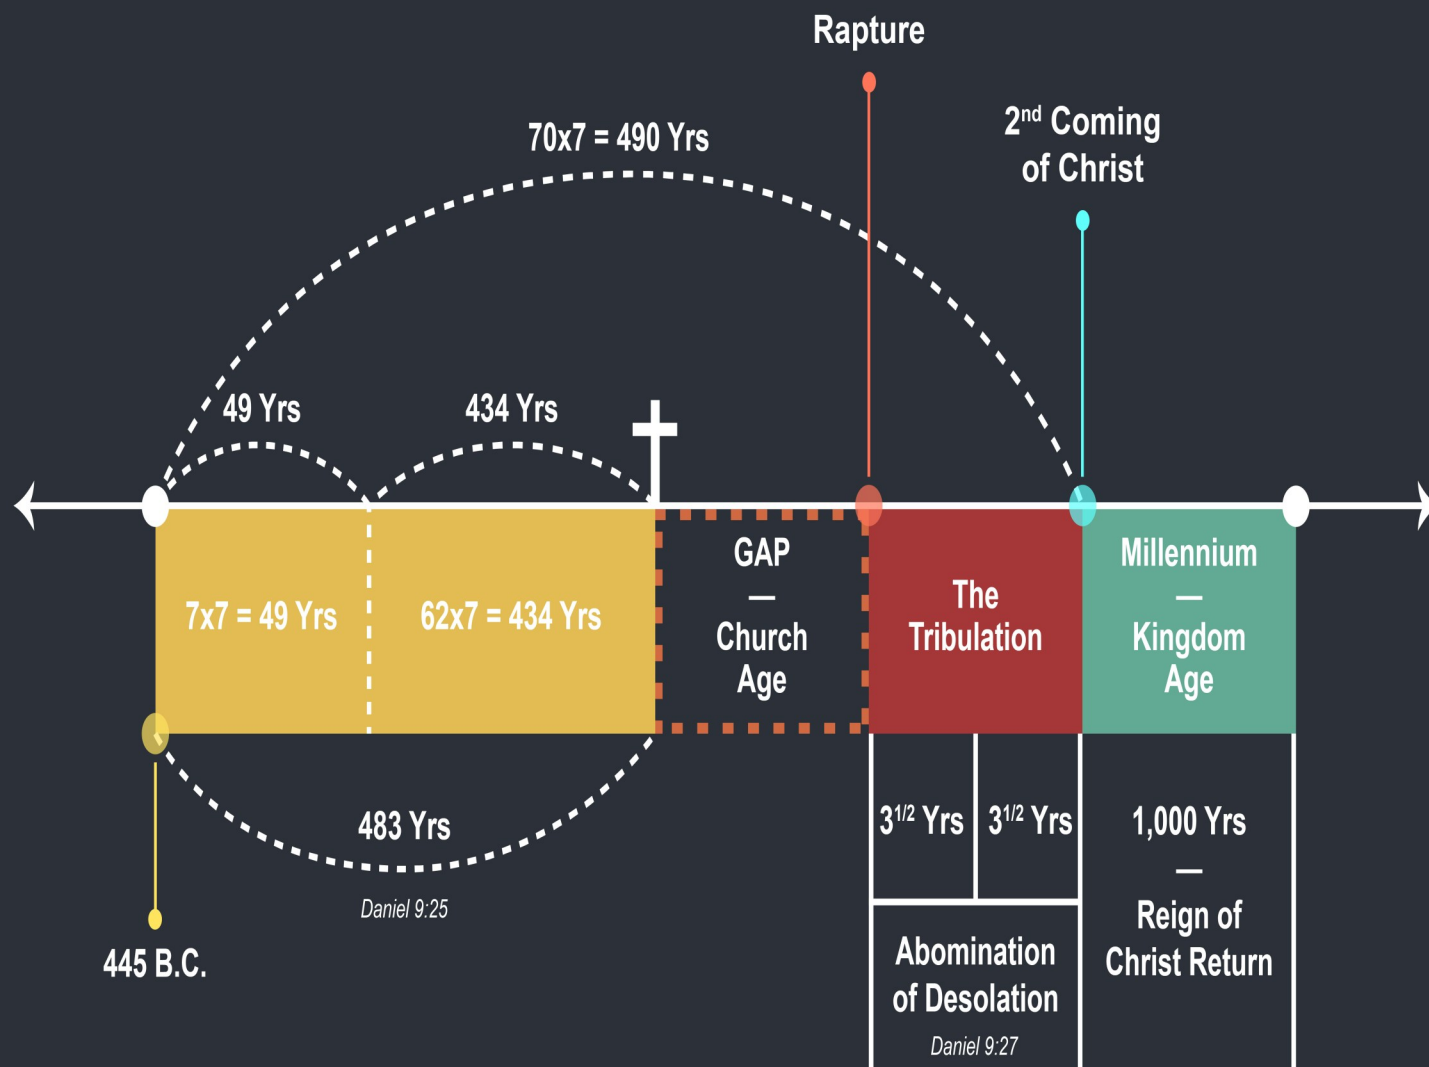 Rapture
2nd Coming
of Christ
70x7 = 490 Yrs
49 Yrs
434 Yrs
7x7 = 49 Yrs
62x7 = 434 Yrs
GAP
—
Church
Age
The
Tribulation
Millennium
—
Kingdom
Age
483 Yrs
Daniel 9:25
445 B.C.
31/2 Yrs
31/2 Yrs
Abomination
of Desolation
Daniel 9:27
1,000 Yrs
—
Reign of
Christ Return